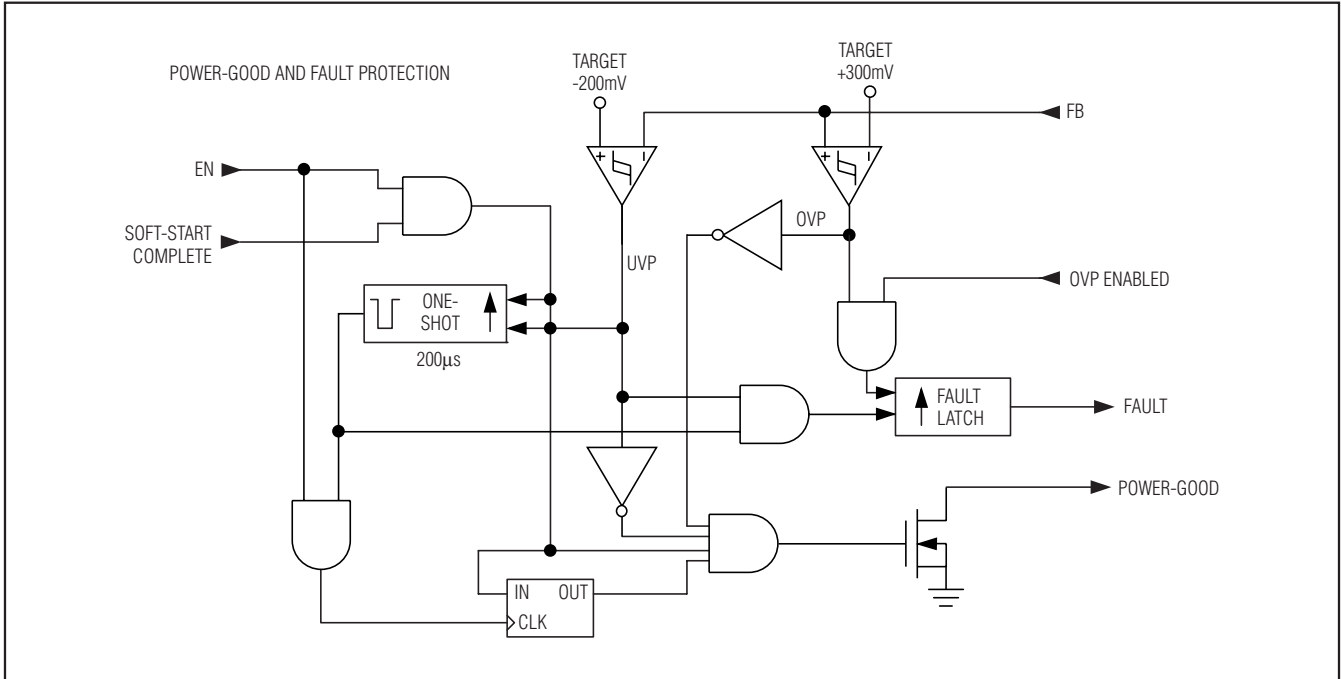 POWER-GOOD AND FAULT PROTECTION
TARGET
-200mV
TARGET
+300mV
FB
+
-
+
-
EN
SOFT-START
COMPLETE
OVP
UVP
OVP ENABLED
ONE-
SHOT
200µs
FAULT
LATCH
FAULT
POWER-GOOD
IN
OUT
CLK